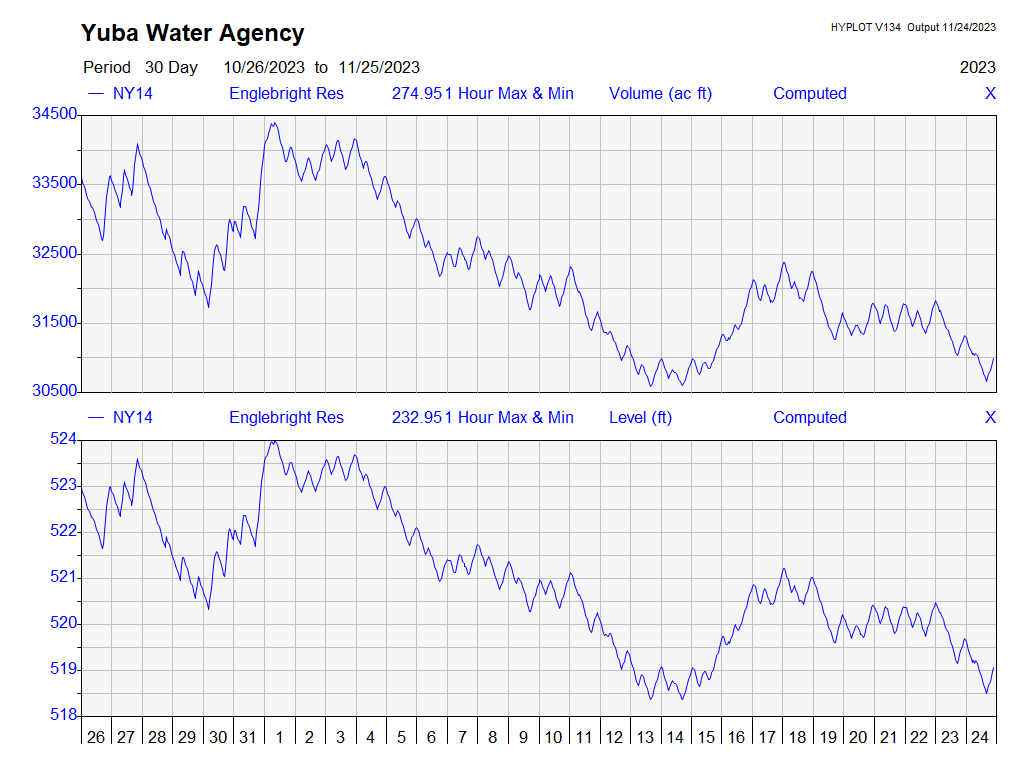 Yuba Water Agency
HYPLOT V134 Output 11/24/2023
Period 30 Day 10/26/2023 to 11/25/2023
2023
— NY14 Englebright Res 274.951 Hour Max & Min Volume (ac ft) Computed X
34500
33500
32500
31500
30500
— NY14 Englebright Res 232.951 Hour Max & Min Level (ft) Computed X
524
523
522
521
520
519
518
26 27 28 29 30 31 1 2 3 4 5 6 7 8 9 10 11 12 13 14 15 16 17 18 19 20 21 22 23 24